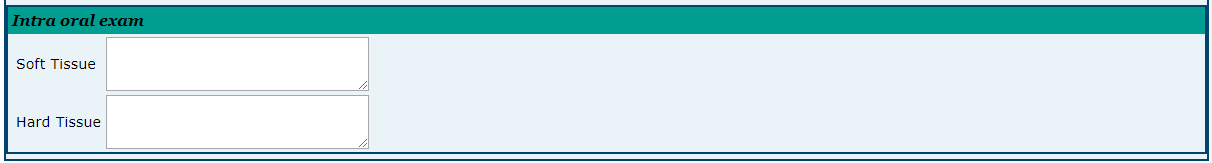 Intra oral exam
Soft Tissue
Hard Tissue